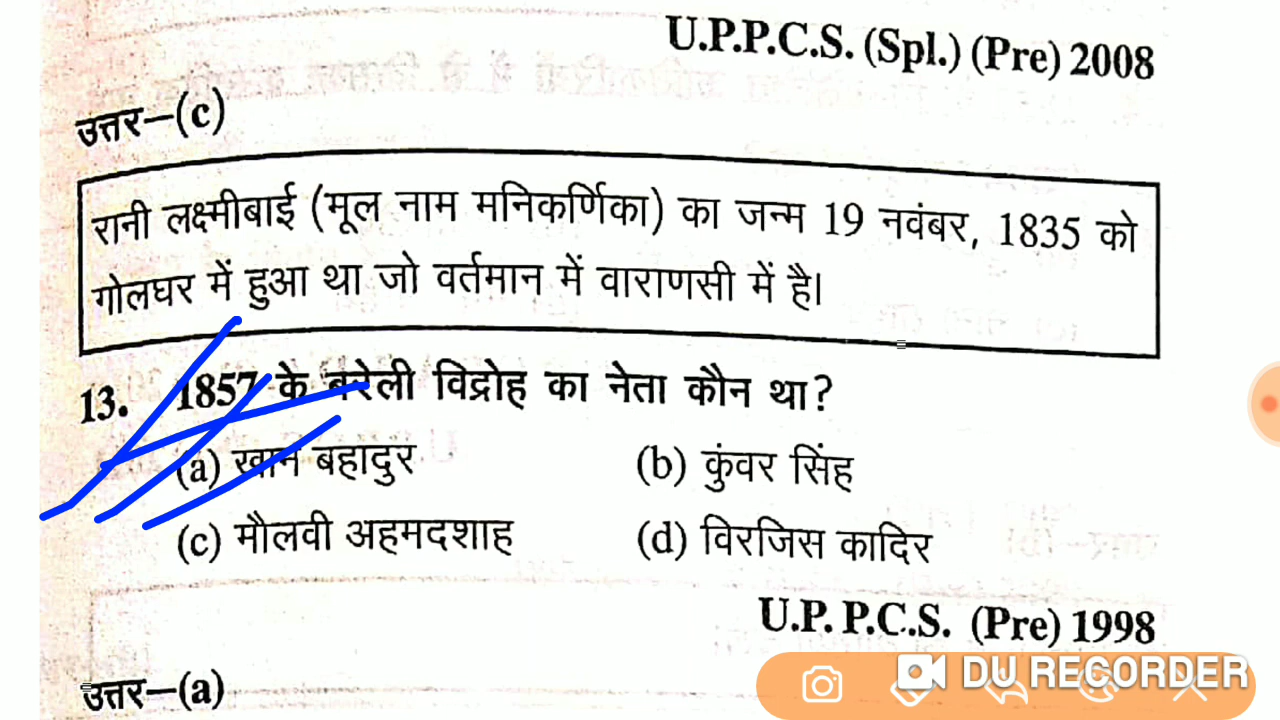 U.P.P.C.S. (Spl.) (Pre) 2008
उत्तर–(c)
रानी लक्ष्मीबाई (मूल नाम मनिकर्णिका) का जन्म 19 नवंबर, 1835 को
गोलघर में हुआ था जो वर्तमान में वाराणसी में है।
13. 1857 के बरेली विद्रोह का नेता कौन था?
(a) खान बहादुर (b) कुंवर सिंह
(c) मौलवी अहमदशाह (d) विरजिस कादिर
U.P.P.C.S. (Pre) 1998
उत्तर–(a)
DU RECORDER